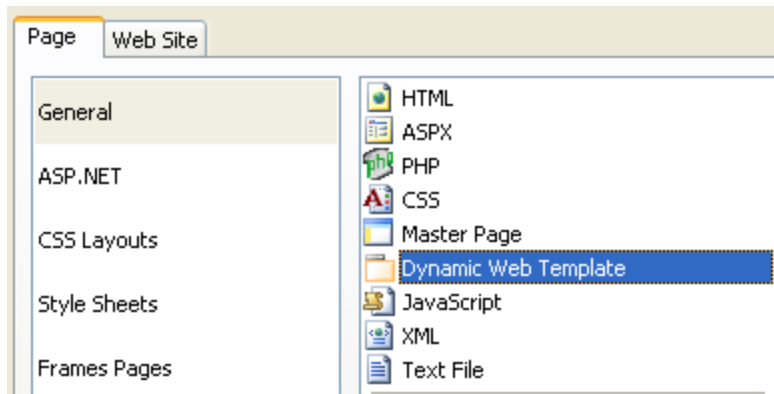 Page
Web Site
General
ASP.NET
CSS Layouts
Style Sheets
Frames Pages
HTML
ASPX
PHP
CSS
Master Page
Dynamic Web Template
JavaScript
XML
Text File